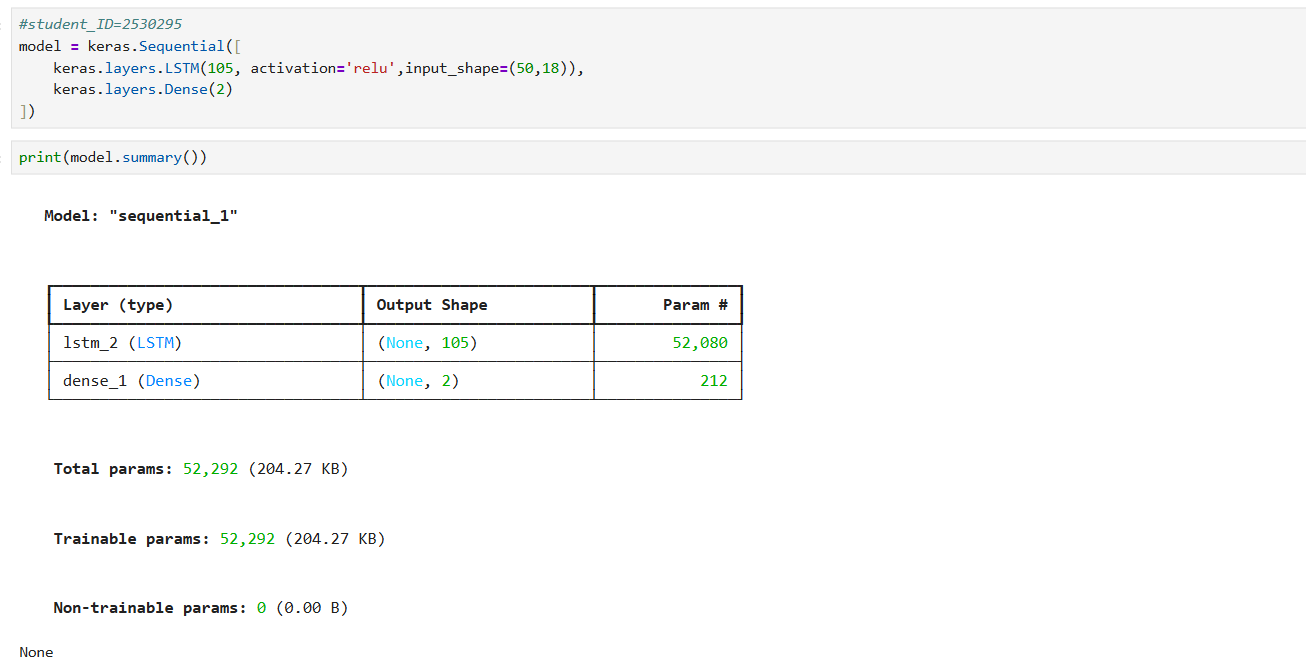 #student_ID=2530295
model = keras.Sequential([
    keras.layers.LSTM(105, activation='relu',input_shape=(50,18)),
    keras.layers.Dense(2)
])
print(model.summary())
Model: "sequential_1"
Layer (type) Output Shape Param #
lstm_2 (LSTM) (None, 105) 52,080
dense_1 (Dense) (None, 2) 212
Total params: 52,292 (204.27 KB)
Trainable params: 52,292 (204.27 KB)
Non-trainable params: 0 (0.00 B)
None